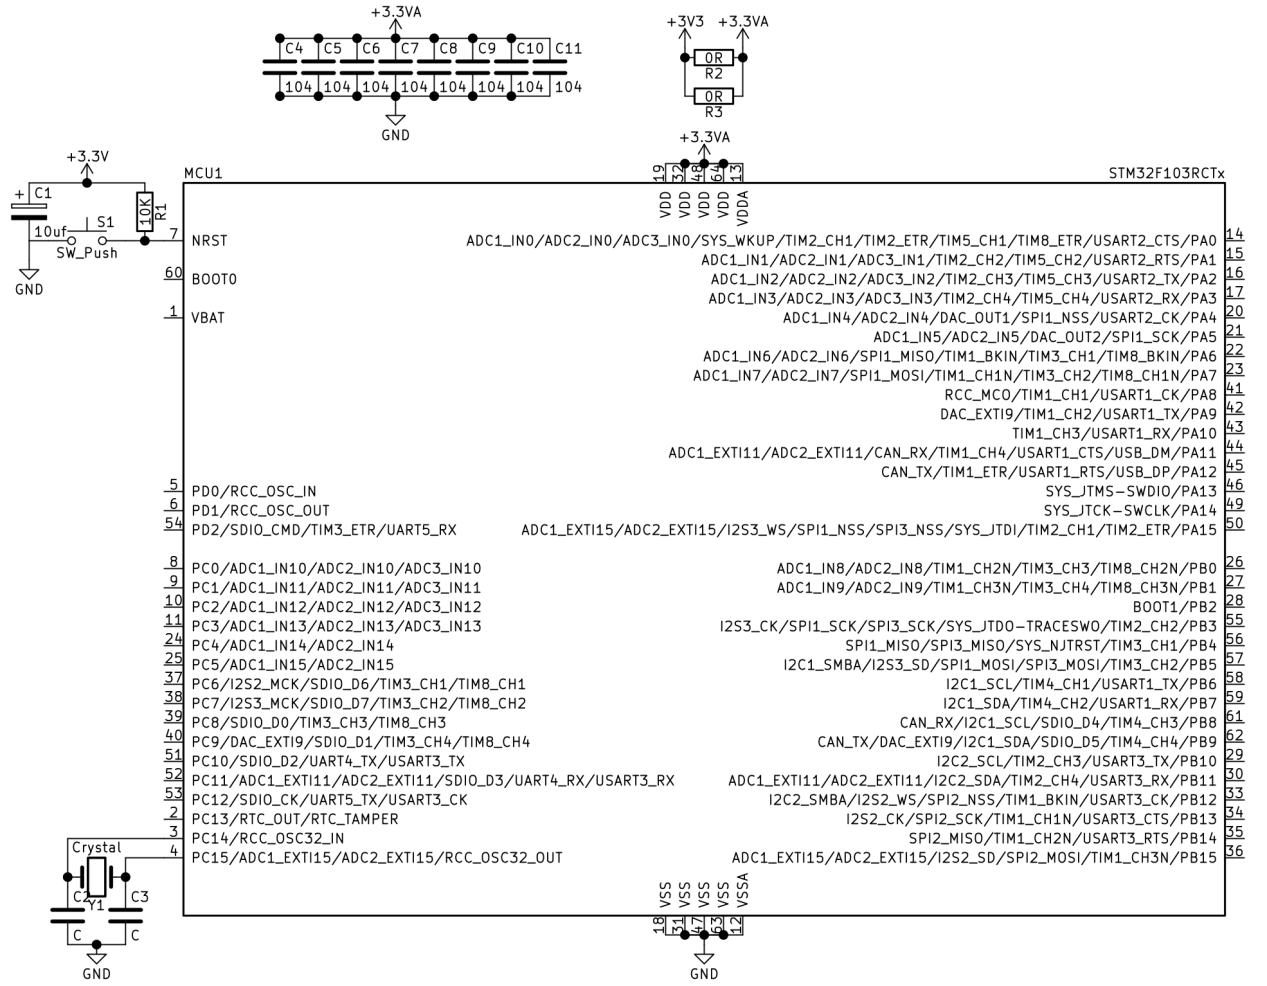 +3.3VA
C4 C5 C6 C7 C8 C9 C10 C11
104 104 104 104 104 104 104 104
GND
+3V3 +3.3VA
0R
R2
0R
R3
+3.3VA
19 32 48 64 13
VDD VDD VDD VDD VDDA
+3.3V
+ C1
10uf
S1
SW_Push
10K R1
GND
MCU1
STM32F103RCTx
7 NRST
60 BOOT0
1 VBAT
5 PD0/RCC_OSC_IN
6 PD1/RCC_OSC_OUT
54 PD2/SDIO_CMD/TIM3_ETR/UART5_RX
8 PC0/ADC1_IN10/ADC2_IN10/ADC3_IN10
9 PC1/ADC1_IN11/ADC2_IN11/ADC3_IN11
10 PC2/ADC1_IN12/ADC2_IN12/ADC3_IN12
11 PC3/ADC1_IN13/ADC2_IN13/ADC3_IN13
24 PC4/ADC1_IN14/ADC2_IN14
25 PC5/ADC1_IN15/ADC2_IN15
37 PC6/I2S2_MCK/SDIO_D6/TIM3_CH1/TIM8_CH1
38 PC7/I2S3_MCK/SDIO_D7/TIM3_CH2/TIM8_CH2
39 PC8/SDIO_D0/TIM3_CH3/TIM8_CH3
40 PC9/DAC_EXTI9/SDIO_D1/TIM3_CH4/TIM8_CH4
51 PC10/SDIO_D2/UART4_TX/USART3_TX
52 PC11/ADC1_EXTI11/ADC2_EXTI11/SDIO_D3/UART4_RX/USART3_RX
53 PC12/SDIO_CK/UART5_TX/USART3_CK
2 PC13/RTC_OUT/RTC_TAMPER
3 PC14/RCC_OSC32_IN
4 PC15/ADC1_EXTI15/ADC2_EXTI15/RCC_OSC32_OUT
ADC1_IN0/ADC2_IN0/ADC3_IN0/SYS_WKUP/TIM2_CH1/TIM2_ETR/TIM5_CH1/TIM8_ETR/USART2_CTS/PA0 14
ADC1_IN1/ADC2_IN1/ADC3_IN1/TIM2_CH2/TIM5_CH2/USART2_RTS/PA1 15
ADC1_IN2/ADC2_IN2/ADC3_IN2/TIM2_CH3/TIM5_CH3/USART2_TX/PA2 16
ADC1_IN3/ADC2_IN3/ADC3_IN3/TIM2_CH4/TIM5_CH4/USART2_RX/PA3 17
ADC1_IN4/ADC2_IN4/DAC_OUT1/SPI1_NSS/USART2_CK/PA4 20
ADC1_IN5/ADC2_IN5/DAC_OUT2/SPI1_SCK/PA5 21
ADC1_IN6/ADC2_IN6/SPI1_MISO/TIM1_BKIN/TIM3_CH1/TIM8_BKIN/PA6 22
ADC1_IN7/ADC2_IN7/SPI1_MOSI/TIM1_CH1N/TIM3_CH2/TIM8_CH1N/PA7 23
RCC_MCO/TIM1_CH1/USART1_CK/PA8 41
DAC_EXTI9/TIM1_CH2/USART1_TX/PA9 42
TIM1_CH3/USART1_RX/PA10 43
ADC1_EXTI11/ADC2_EXTI11/CAN_RX/TIM1_CH4/USART1_CTS/USB_DM/PA11 44
CAN_TX/TIM1_ETR/USART1_RTS/USB_DP/PA12 45
SYS_JTMS-SWDIO/PA13 46
SYS_JTCK-SWCLK/PA14 49
ADC1_EXTI15/ADC2_EXTI15/I2S3_WS/SPI1_NSS/SPI3_NSS/SYS_JTDI/TIM2_CH1/TIM2_ETR/PA15 50
ADC1_IN8/ADC2_IN8/TIM1_CH2N/TIM3_CH3/TIM8_CH2N/PB0 26
ADC1_IN9/ADC2_IN9/TIM1_CH3N/TIM3_CH4/TIM8_CH3N/PB1 27
BOOT1/PB2 28
I2S3_CK/SPI1_SCK/SPI3_SCK/SYS_JTDO-TRACESWO/TIM2_CH2/PB3 55
SPI1_MISO/SPI3_MISO/SYS_NJTRST/TIM3_CH1/PB4 56
I2C1_SMBA/I2S3_SD/SPI1_MOSI/SPI3_MOSI/TIM3_CH2/PB5 57
I2C1_SCL/TIM4_CH1/USART1_TX/PB6 58
I2C1_SDA/TIM4_CH2/USART1_RX/PB7 59
CAN_RX/I2C1_SCL/SDIO_D4/TIM4_CH3/PB8 61
CAN_TX/DAC_EXTI9/I2C1_SDA/SDIO_D5/TIM4_CH4/PB9 62
I2C2_SCL/TIM2_CH3/USART3_TX/PB10 29
ADC1_EXTI11/ADC2_EXTI11/I2C2_SDA/TIM2_CH4/USART3_RX/PB11 30
I2C2_SMBA/I2S2_WS/SPI2_NSS/TIM1_BKIN/USART3_CK/PB12 33
I2S2_CK/SPI2_SCK/TIM1_CH1N/USART3_CTS/PB13 34
SPI2_MISO/TIM1_CH2N/USART3_RTS/PB14 35
ADC1_EXTI15/ADC2_EXTI15/I2S2_SD/SPI2_MOSI/TIM1_CH3N/PB15 36
Crystal
C2 Y1 C3
C C
GND
VSS VSS VSS VSS VSSA
18 31 47 63 12
GND